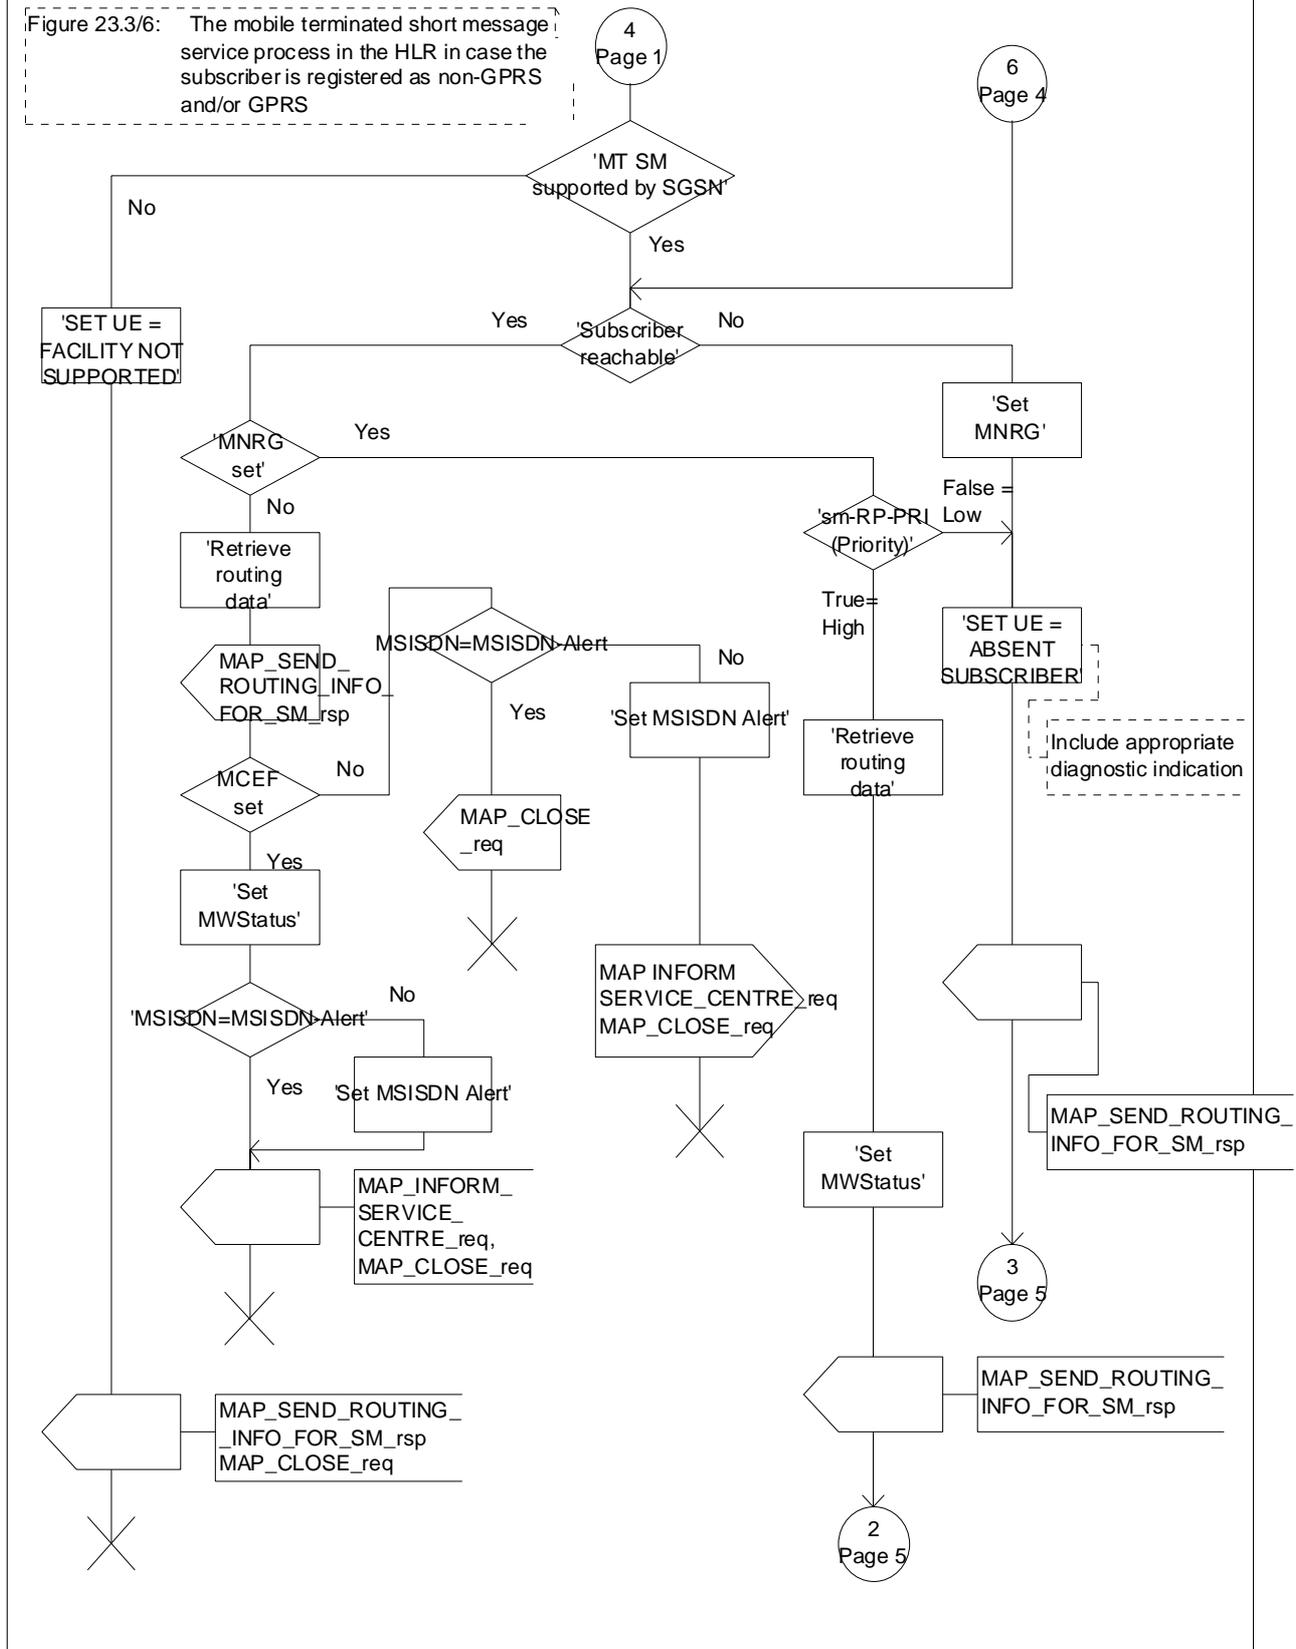 Figure 23.3/6: The mobile terminated short message
service process in the HLR in case the
subscriber is registered as non-GPRS
and/or GPRS
4
Page 1
6
Page 4
'MT SM
supported by SGSN'
No
Yes
'SET UE =
FACILITY NOT
SUPPORTED'
Yes
'Subscriber
reachable'
No
'Set
MNRG'
'MNRG
set'
Yes
No
False =
Low
'sm-RP-PRI
(Priority)'
True=
High
'Retrieve
routing
data'
MSISDN=MSISDN-Alert
No
Yes
'SET UE =
ABSENT
SUBSCRIBER'
MAP_SEND_
ROUTING_INFO_
FOR_SM_rsp
'Set MSISDN Alert'
'Retrieve
routing
data'
Include appropriate
diagnostic indication
MCEF
set
No
Yes
MAP_CLOSE
_req
'Set
MWStatus'
MAP INFORM
SERVICE_CENTRE_req
MAP_CLOSE_req
'MSISDN=MSISDN-Alert'
No
Yes
'Set MSISDN Alert'
MAP_SEND_ROUTING_
INFO_FOR_SM_rsp
'Set
MWStatus'
MAP_INFORM_
SERVICE_
CENTRE_req,
MAP_CLOSE_req
3
Page 5
MAP_SEND_ROUTING_
INFO_FOR_SM_rsp
MAP_SEND_ROUTING_
_INFO_FOR_SM_rsp
MAP_CLOSE_req
2
Page 5